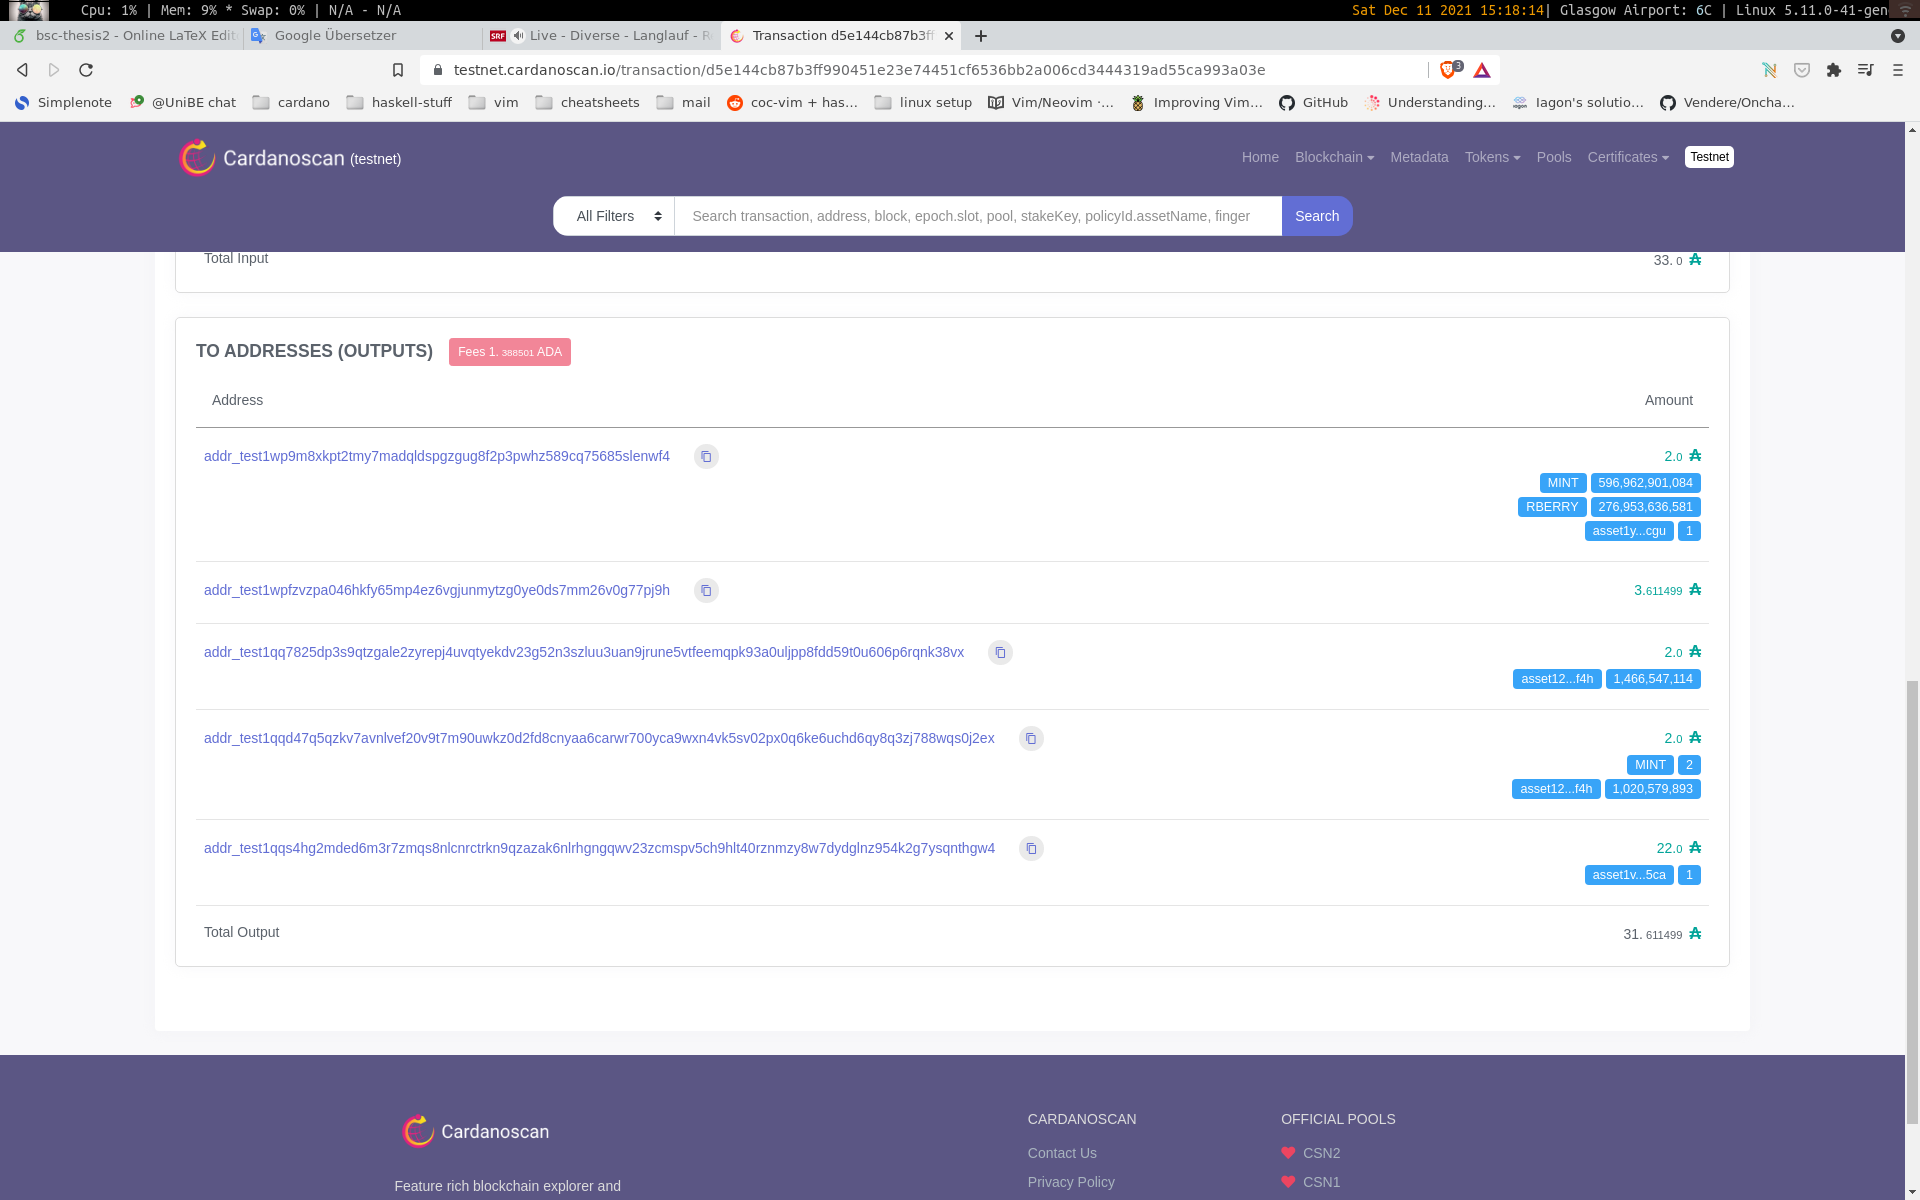 Cpu: 1% | Mem: 9% * Swap: 0% | N/A - N/A
Sat Dec 11 2021 15:18:14| Glasgow Airport: 6C | Linux 5.11.0-41-gen
bsc-thesis2 - Online LaTeX Edit
Google Übersetzer
SRF Live - Diverse - Langlauf - R
Transaction d5e144cb87b3ff
testnet.cardanoscan.io/transaction/d5e144cb87b3ff990451e23e74451cf6536bb2a006cd3444319ad55ca993a03e
3
Simplenote
@UniBE chat
cardano
haskell-stuff
vim
cheatsheets
mail
coc-vim + has...
linux setup
Vim/Neovim ·...
Improving Vim...
GitHub
Understanding...
Iagon's solutio...
Vendere/Oncha...
Cardanoscan (testnet)
Home
Blockchain
Metadata
Tokens
Pools
Certificates
Testnet
All Filters
Search transaction, address, block, epoch.slot, pool, stakeKey, policyId.assetName, finger
Search
Total Input
33. 0 ₳
TO ADDRESSES (OUTPUTS)
Fees 1. 388501 ADA
Address
Amount
addr_test1wp9m8xkpt2tmy7madqldspgzgug8f2p3pwhz589cq75685slenwf4
2.0 ₳
MINT 596,962,901,084
RBERRY 276,953,636,581
asset1y...cgu 1
addr_test1wpfzvzpa046hkfy65mp4ez6vgjunmytzg0ye0ds7mm26v0g77pj9h
3.611499 ₳
addr_test1qq7825dp3s9qtzgale2zyrepj4uvqtyekdv23g52n3szluu3uan9jrune5vtfeemqpk93a0uljpp8fdd59t0u606p6rqnk38vx
2.0 ₳
asset12...f4h 1,466,547,114
addr_test1qqd47q5qzkv7avnlvef20v9t7m90uwkz0d2fd8cnyaa6carwr700yca9wxn4vk5sv02px0q6ke6uchd6qy8q3zj788wqs0j2ex
2.0 ₳
MINT 2
asset12...f4h 1,020,579,893
addr_test1qqs4hg2mded6m3r7zmqs8nlcnrctrkn9qzazak6nlrhgngqwv23zcmspv5ch9hlt40rznmzy8w7dydglnz954k2g7ysqnthgw4
22.0 ₳
asset1v...5ca 1
Total Output
31. 611499 ₳
Cardanoscan
Feature rich blockchain explorer and
CARDANOSCAN
Contact Us
Privacy Policy
OFFICIAL POOLS
CSN2
CSN1